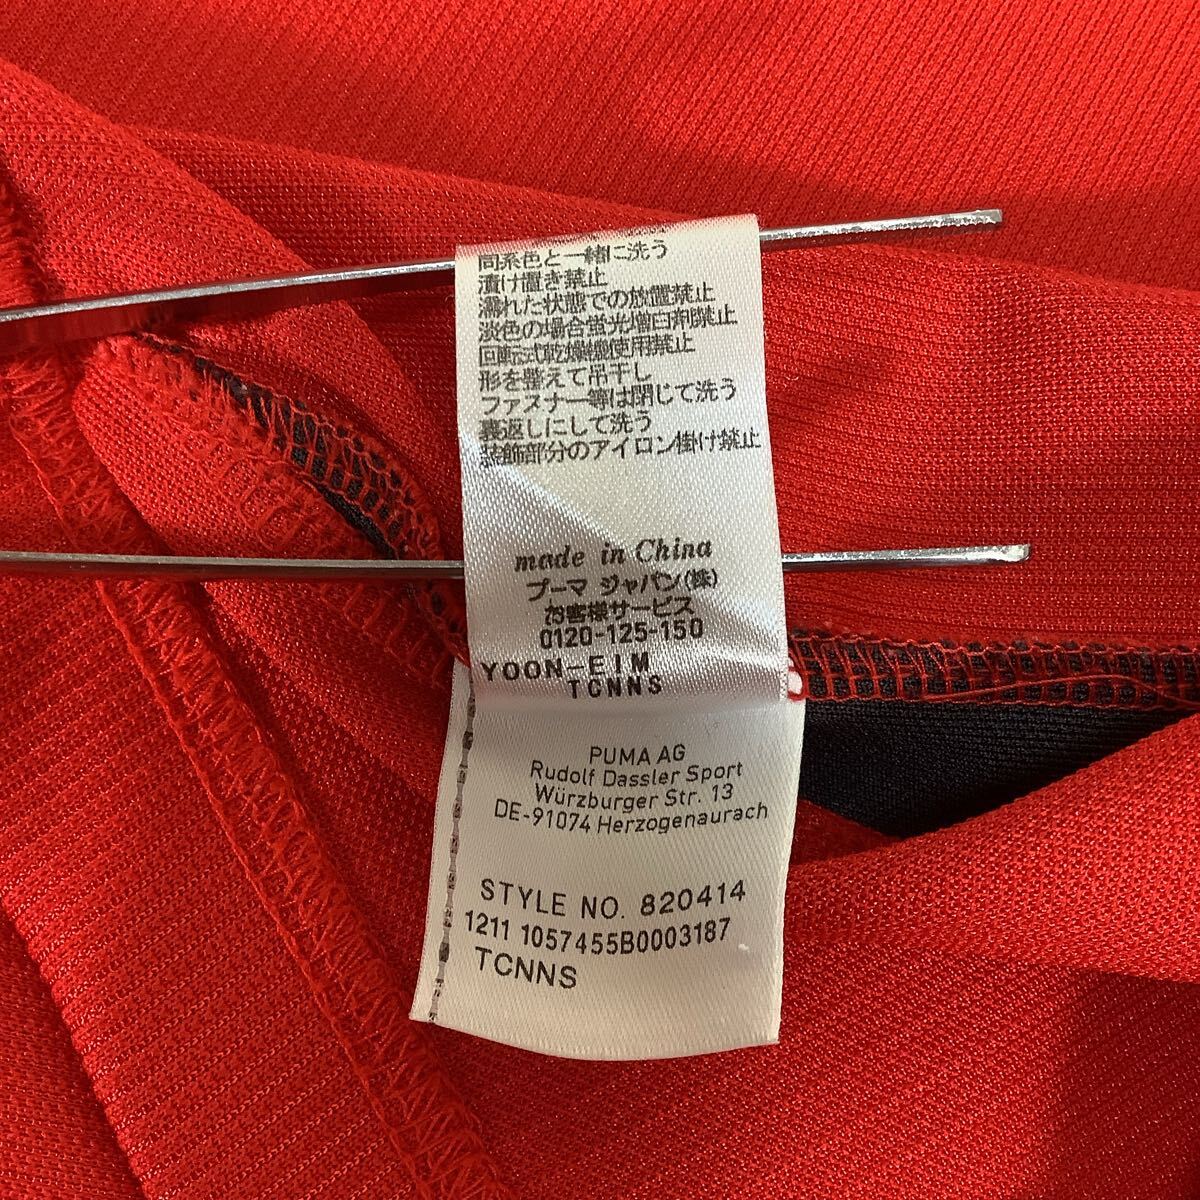 同系色と一緒に洗う
漬け置き禁止
濡れた状態での放置禁止
淡色の場合蛍光増白剤禁止
回転式乾燥機使用禁止
形を整えて吊干し
ファスナー等は閉じて洗う
裏返しにして洗う
装飾部分のアイロン掛け禁止
made in China
プーマ ジャパン(株)
お客様サービス
0120-125-150
YOON-EIM
TCNNS
PUMA AG
Rudolf Dassler Sport
Würzburger Str. 13
DE-91074 Herzogenaurach
STYLE NO. 820414
1211 1057455B0003187
TCNNS